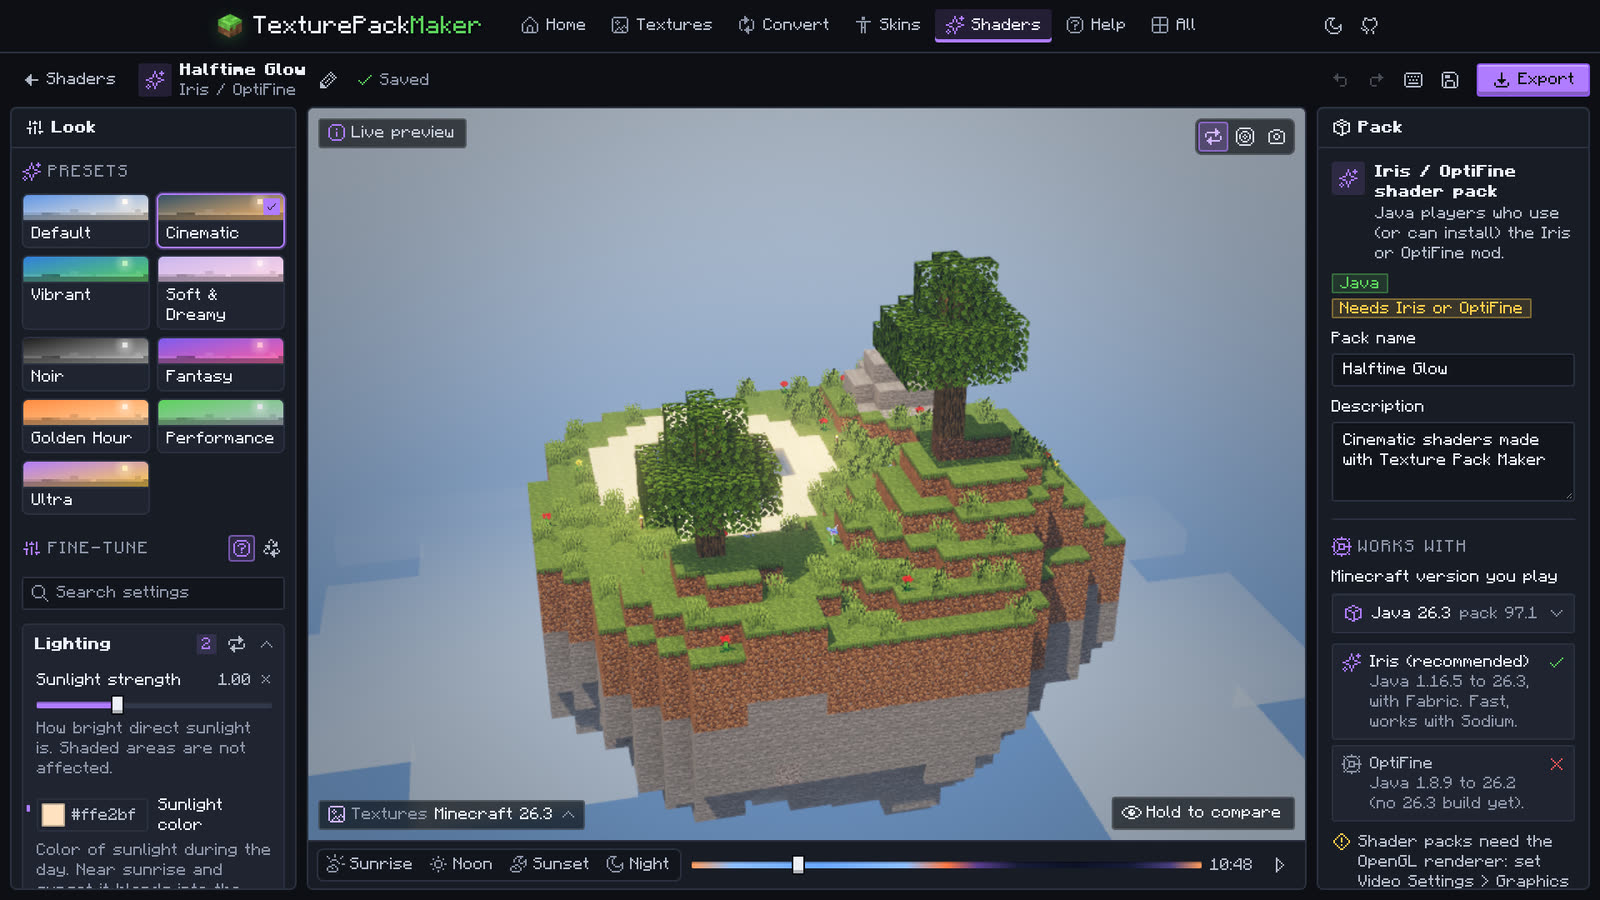 TexturePackMaker
Home
Textures
Convert
Skins
Shaders
Help
All
Shaders
Halftime Glow
Iris / OptiFine
Saved
Export
Look
PRESETS
Default
Cinematic
Vibrant
Soft &
Dreamy
Noir
Fantasy
Golden Hour
Performance
Ultra
FINE-TUNE
Search settings
Lighting
2
Sunlight strength
1.00
How bright direct sunlight
is. Shaded areas are not
affected.
#ffe2bf
Sunlight
color
Color of sunlight during the
day. Near sunrise and
sunset it blends into the
Live preview
Textures Minecraft 26.3
Hold to compare
Sunrise
Noon
Sunset
Night
10:48
Pack
Iris / OptiFine
shader pack
Java players who use
(or can install) the Iris
or OptiFine mod.
Java
Needs Iris or OptiFine
Pack name
Halftime Glow
Description
Cinematic shaders made
with Texture Pack Maker
WORKS WITH
Minecraft version you play
Java 26.3 pack 97.1
Iris (recommended)
Java 1.16.5 to 26.3,
with Fabric. Fast,
works with Sodium.
OptiFine
Java 1.8.9 to 26.2
(no 26.3 build yet).
Shader packs need the
OpenGL renderer: set
Video Settings > Graphics